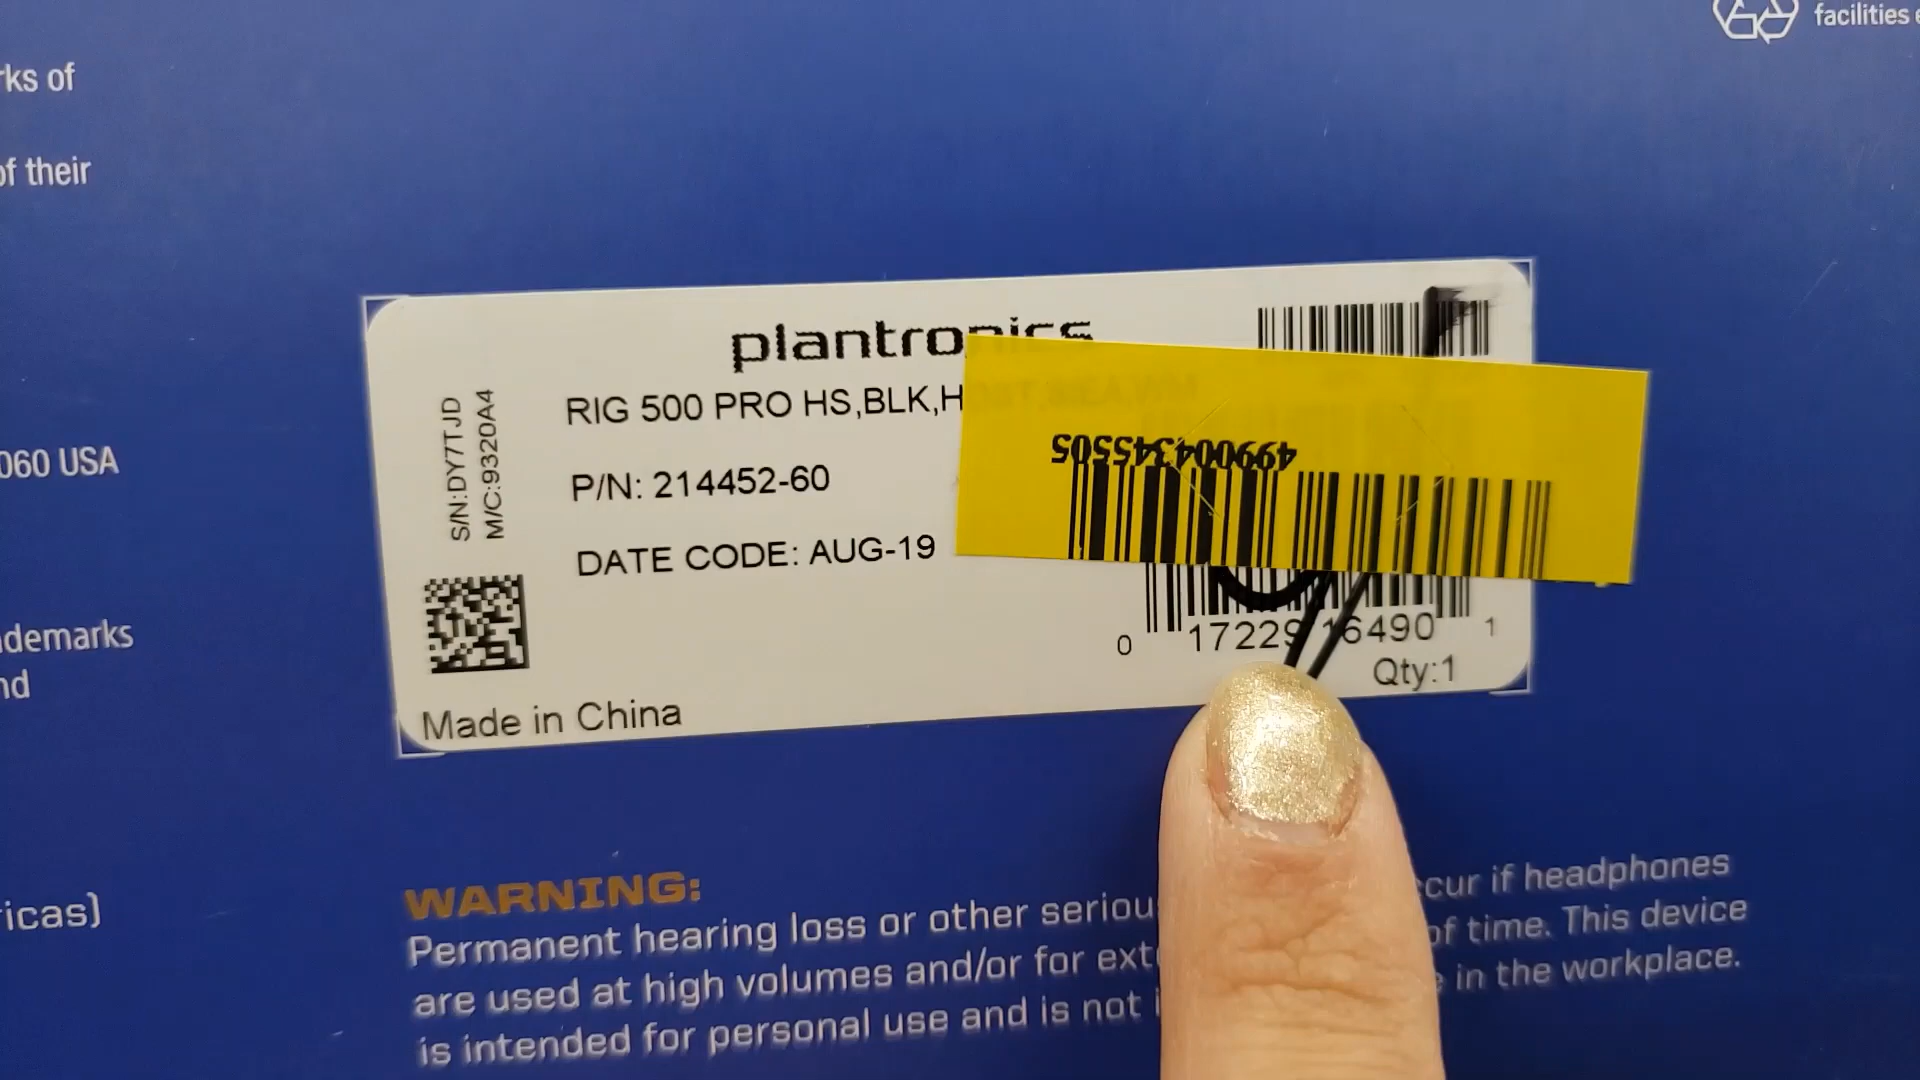 facilities
rks of
of their
060 USA
demarks
nd
icas)
plantronics
RIG 500 PRO HS,BLK,H
S/N:DY7TJD
M/C:9320A4
P/N: 214452-60
DATE CODE: AUG-19
499004345505
0 17229 16490 1
Qty:1
Made in China
WARNING:
Permanent hearing loss or other seriou ccur if headphones
are used at high volumes and/or for ext of time. This device
is intended for personal use and is not in the workplace.